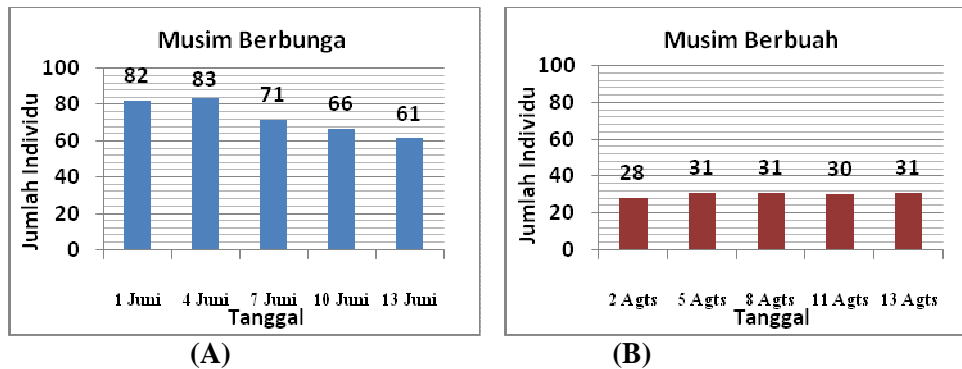 Musim Berbunga
Jumlah Individu
100
80
60
40
20
0
82
83
71
66
61
1 Juni
4 Juni
7 Juni
10 Juni
13 Juni
Tanggal
(A)
Musim Berbuah
Jumlah Individu
100
80
60
40
20
0
28
31
31
30
31
2 Agts
5 Agts
8 Agts
11 Agts
13 Agts
Tanggal
(B)